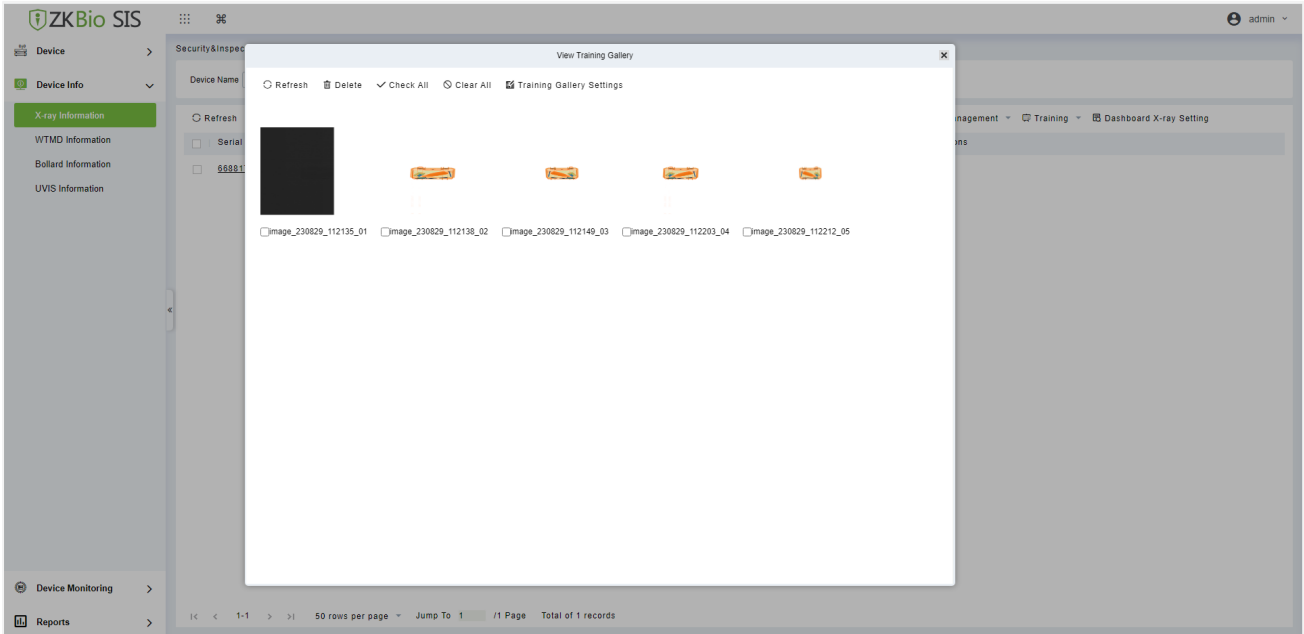 ZKBio SIS
admin
Device
Device Info
X-ray Information
WTMD Information
Bollard Information
UVIS Information
Device Monitoring
Reports
Security&Inspec
Device Name
Refresh
Training
Dashboard X-ray Setting
Serial
View Training Gallery
Refresh Delete Check All Clear All Training Gallery Settings
image_230829_112135_01 image_230829_112138_02 image_230829_112149_03 image_230829_112203_04 image_230829_112212_05
1-1 50 rows per page Jump To 1 /1 Page Total of 1 records